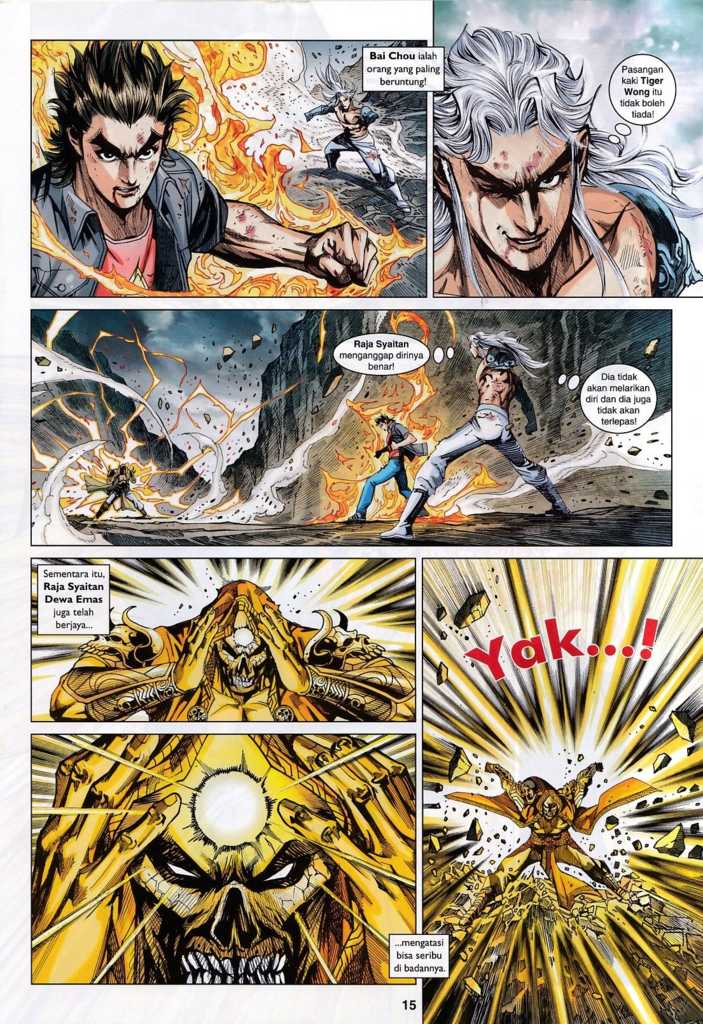 15
Bai Chou ialah
orang yang paling
beruntung!
Pasangan
kaki Tiger
Wong itu
tidak boleh
tiada!
Raja Syaitan
menganggap dirinya
benar!
Dia tidak
akan melarikan
diri dan dia juga
tidak akan
terlepas!
Sementara itu,
Raja Syaitan
Dewa Emas
juga telah
berjaya...
Yak...!
...mengatasi
bisa seribu
di badannya.
15